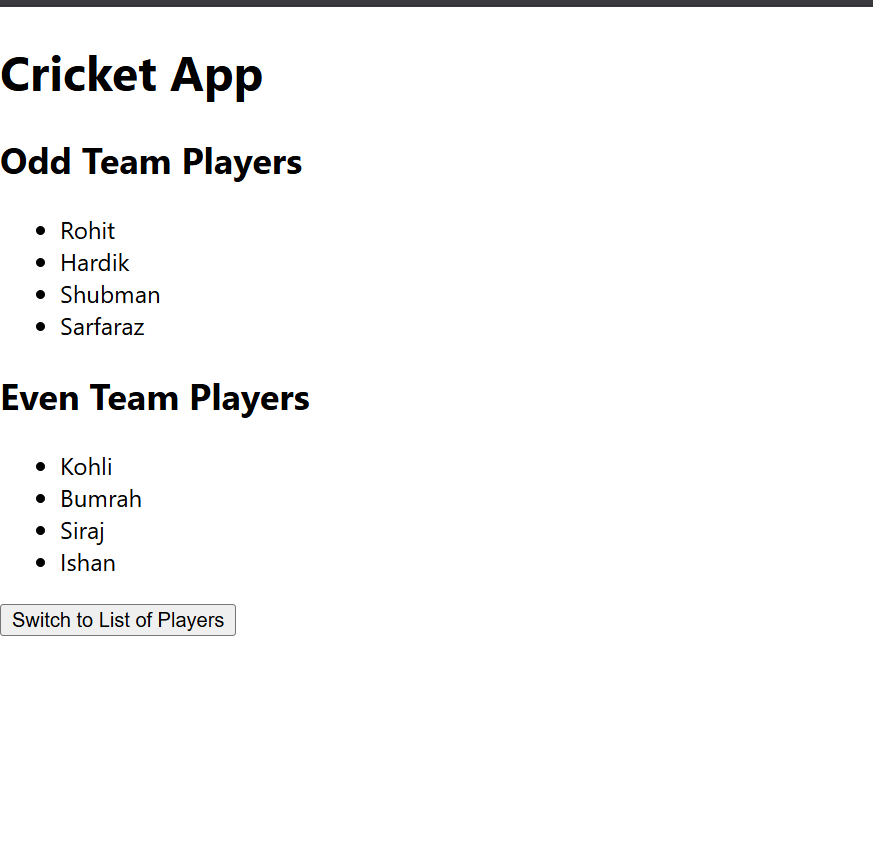 Cricket App
Odd Team Players
Rohit
Hardik
Shubman
Sarfaraz
Even Team Players
Kohli
Bumrah
Siraj
Ishan
Switch to List of Players